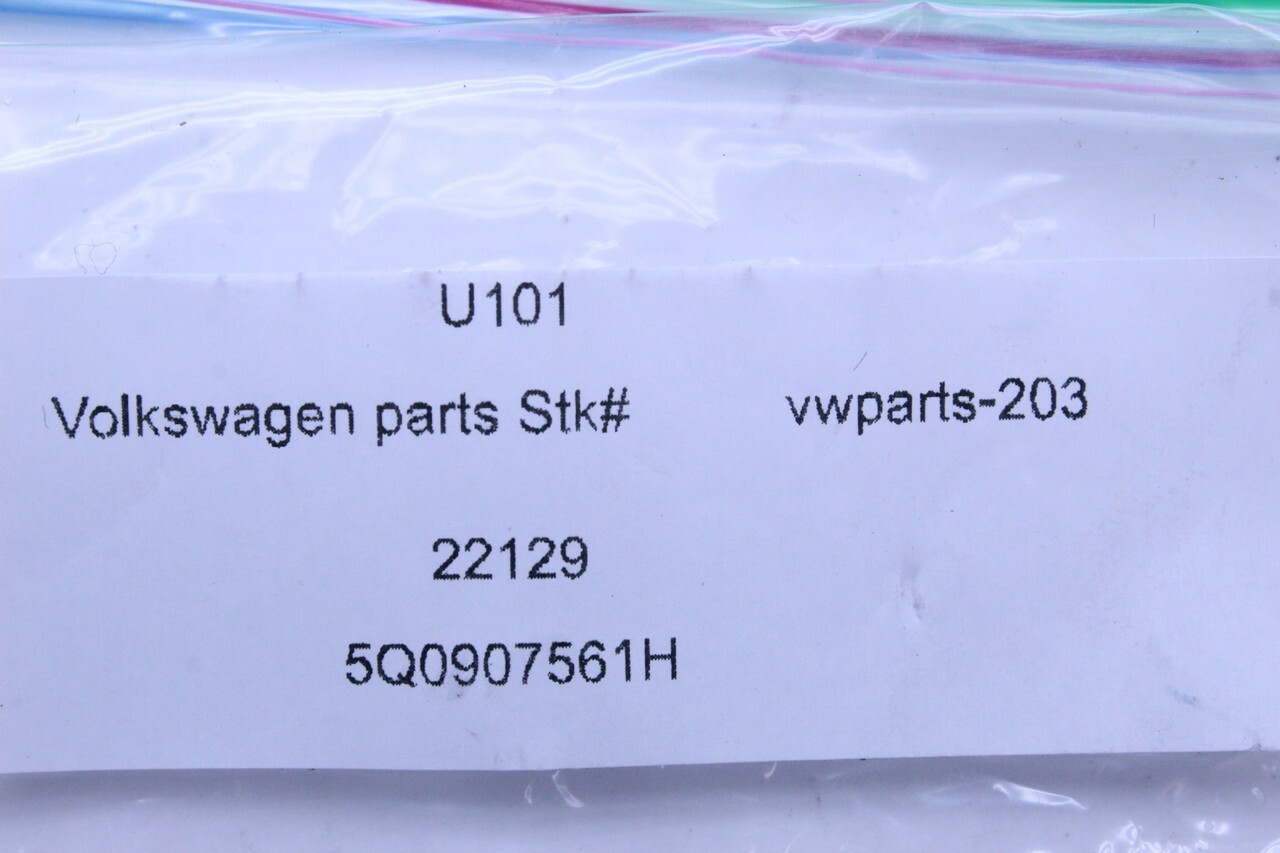 U101
Volkswagen parts Stk# vwparts-203
22129
5Q0907561H